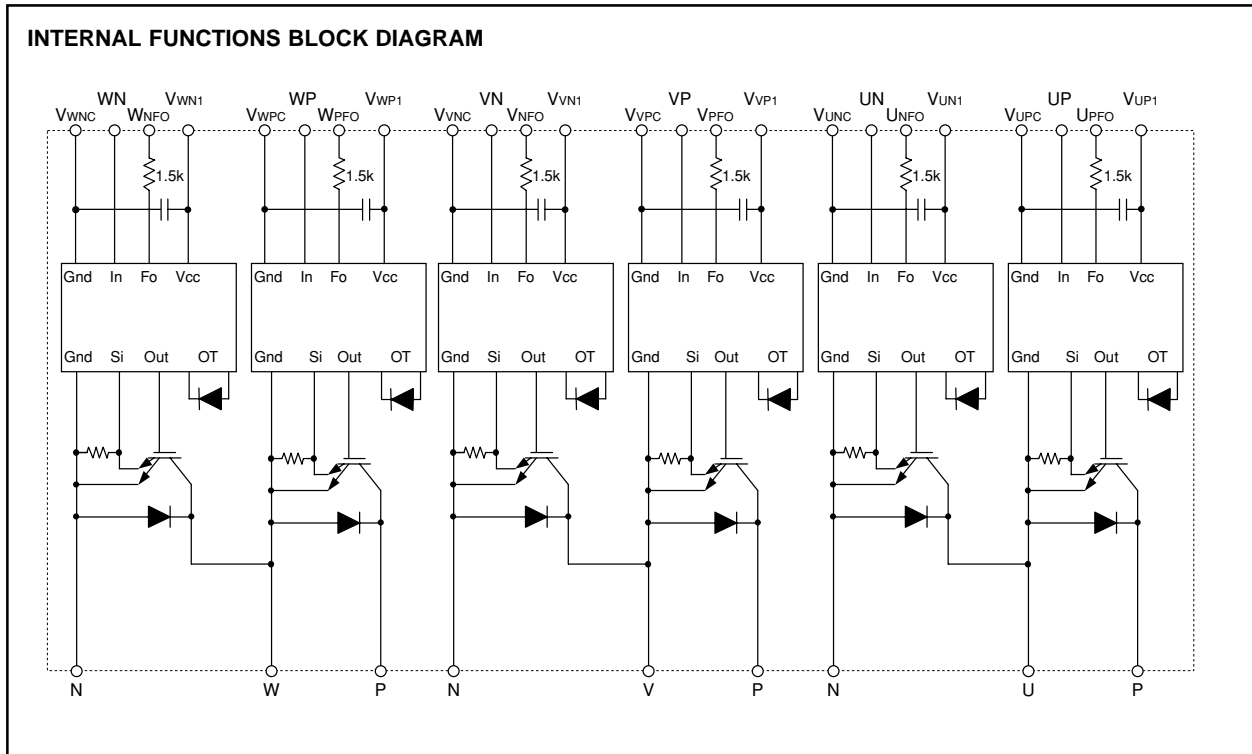 INTERNAL FUNCTIONS BLOCK DIAGRAM
WN VWN1 WP VWP1 VN VVN1 VP VVP1 UN VUN1 UP VUP1
VWNC WNFO VWPC WPFO VVNC VNFO VVPC VPFO VUNC UNFO VUPC UPFO
1.5k 1.5k 1.5k 1.5k 1.5k 1.5k
Gnd In Fo Vcc Gnd In Fo Vcc Gnd In Fo Vcc Gnd In Fo Vcc Gnd In Fo Vcc Gnd In Fo Vcc
Gnd Si Out OT Gnd Si Out OT Gnd Si Out OT Gnd Si Out OT Gnd Si Out OT Gnd Si Out OT
N W P N V P N U P